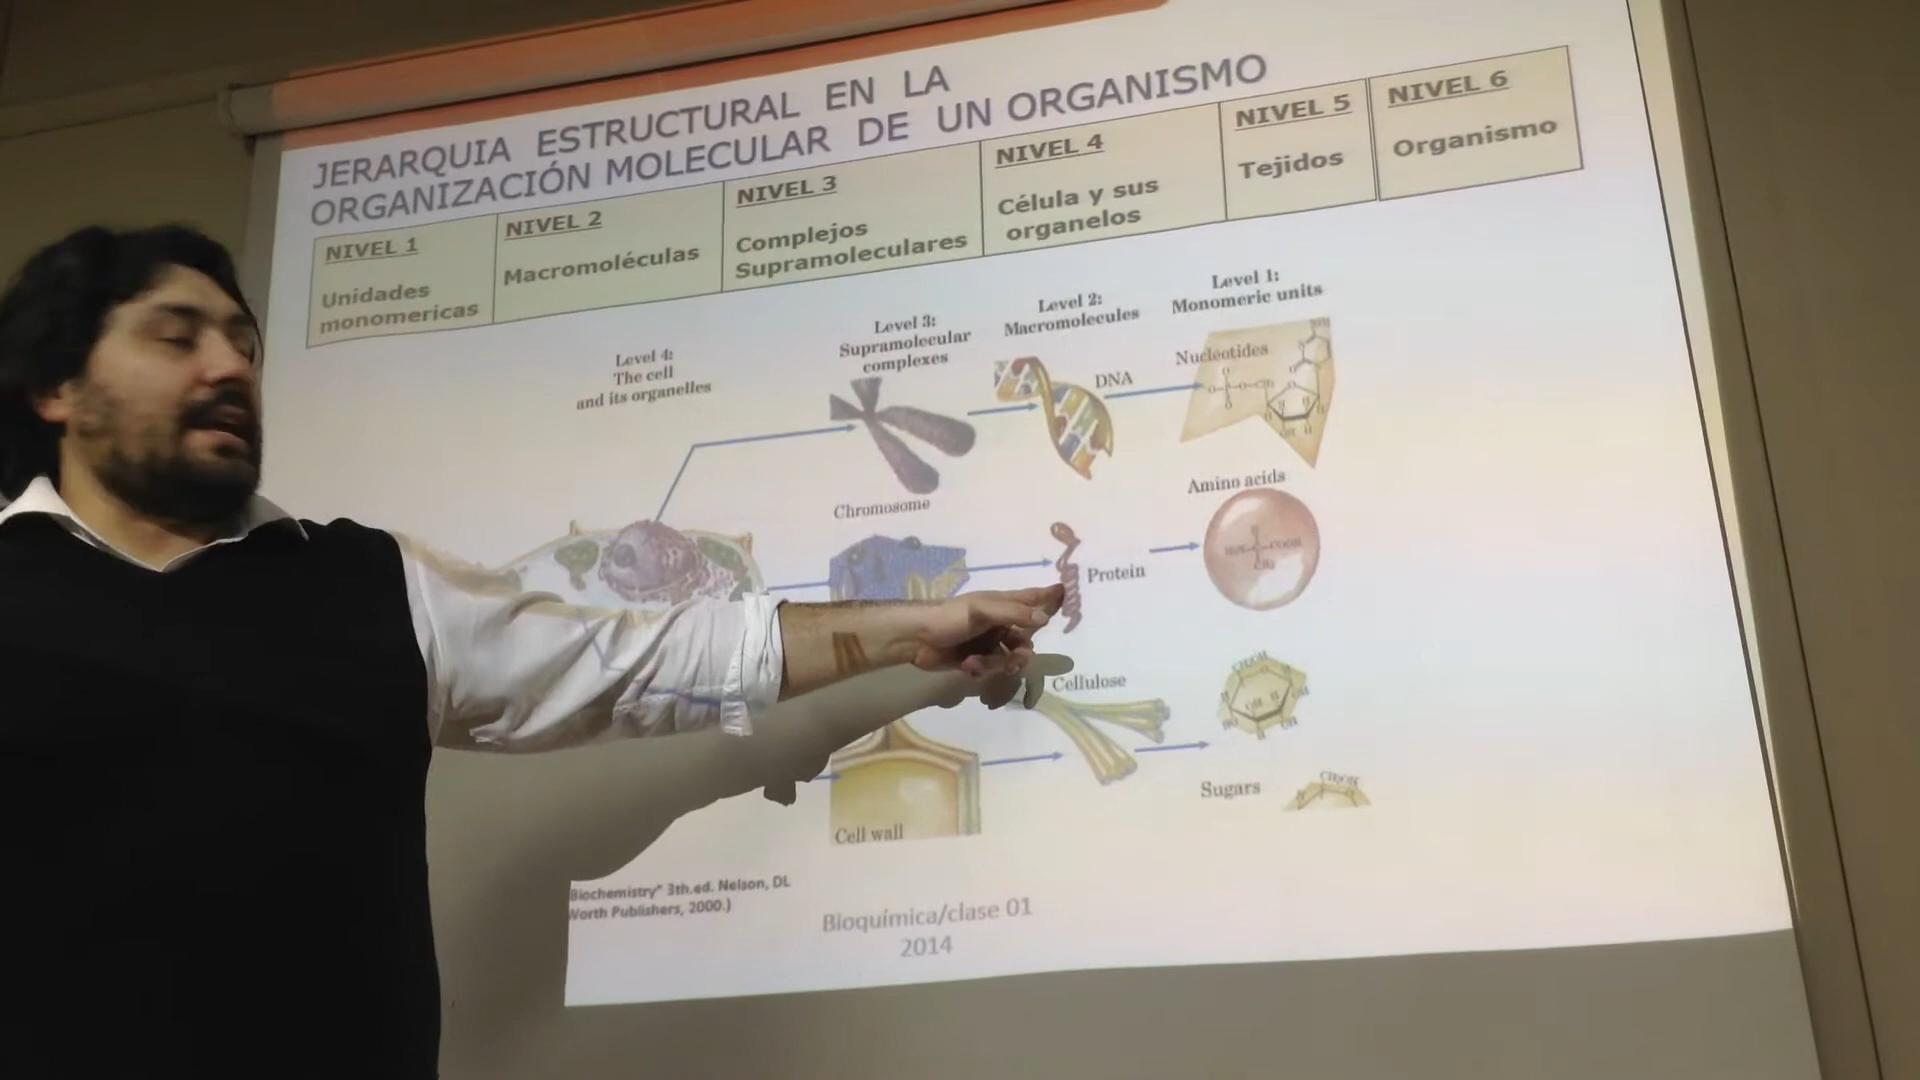 JERARQUIA ESTRUCTURAL EN LA
ORGANIZACIÓN MOLECULAR DE UN ORGANISMO
NIVEL 1
Unidades
monomericas
NIVEL 2
Macromoléculas
NIVEL 3
Complejos
Supramoleculares
NIVEL 4
Célula y sus
organelos
NIVEL 5
Tejidos
NIVEL 6
Organismo
Level 4:
The cell
and its organelles
Level 3:
Supramolecular
complexes
Level 2:
Macromolecules
Level 1:
Monomeric units
Chromosome
DNA
Nucleotides
Amino acids
Protein
Cellulose
Cell wall
Sugars
Biochemistry" 3th.ed. Nelson, DL
Worth Publishers, 2000.)
Bioquímica/clase 01
2014